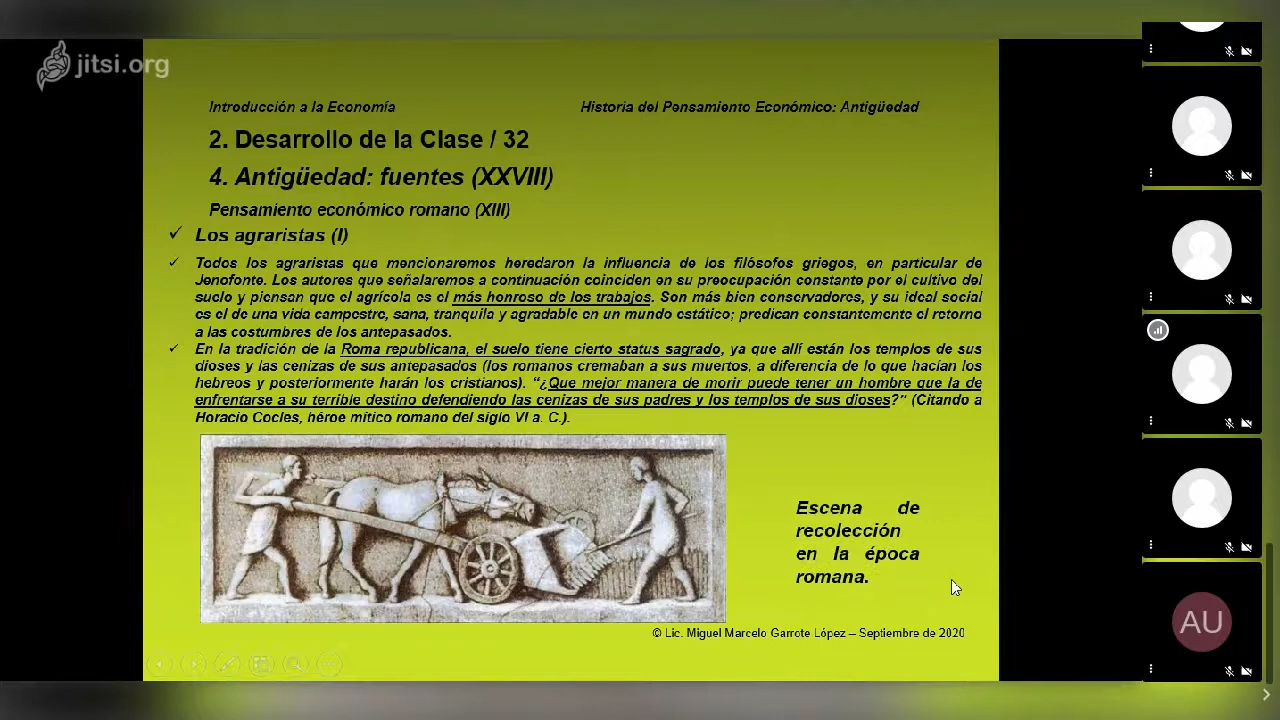 jitsi.org
Introducción a la Economía
Historia del Pensamiento Económico: Antigüedad
2. Desarrollo de la Clase / 32
4. Antigüedad: fuentes (XXVIII)
Pensamiento económico romano (XIII)
Los agraristas (I)
Todos los agraristas que mencionaremos heredaron la influencia de los filósofos griegos, en particular de
Jenofonte. Los autores que señalaremos a continuación coinciden en su preocupación constante por el cultivo del
suelo y piensan que el agrícola es el más honroso de los trabajos. Son más bien conservadores, y su ideal social
es el de una vida campestre, sana, tranquila y agradable en un mundo estático; predican constantemente el retorno
a las costumbres de los antepasados.
En la tradición de la Roma republicana, el suelo tiene cierto status sagrado, ya que allí están los templos de sus
dioses y las cenizas de sus antepasados (los romanos cremaban a sus muertos, a diferencia de lo que hacían los
hebreos y posteriormente harán los cristianos). "¿Que mejor manera de morir puede tener un hombre que la de
enfrentarse a su terrible destino defendiendo las cenizas de sus padres y los templos de sus dioses?" (Citando a
Horacio Cocles, héroe mítico romano del siglo VI a. C.).
Escena de
recolección
en la época
romana.
© Lic. Miguel Marcelo Garrote López – Septiembre de 2020
AU